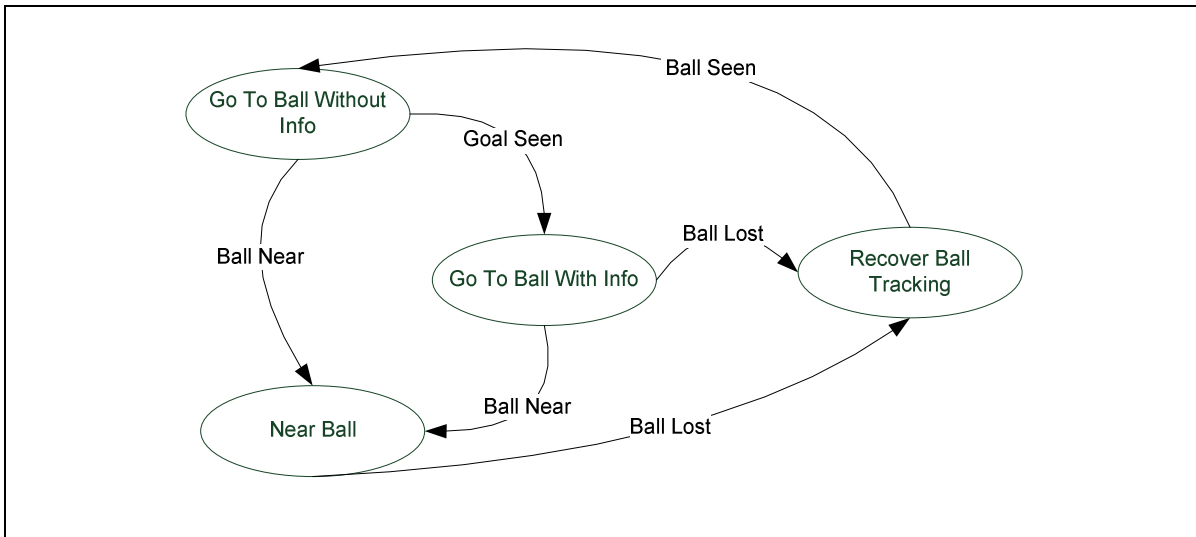 Ball Seen
Go To Ball Without
Info
Goal Seen
Ball Lost
Ball Near
Recover Ball
Tracking
Go To Ball With Info
Ball Near
Ball Lost
Near Ball